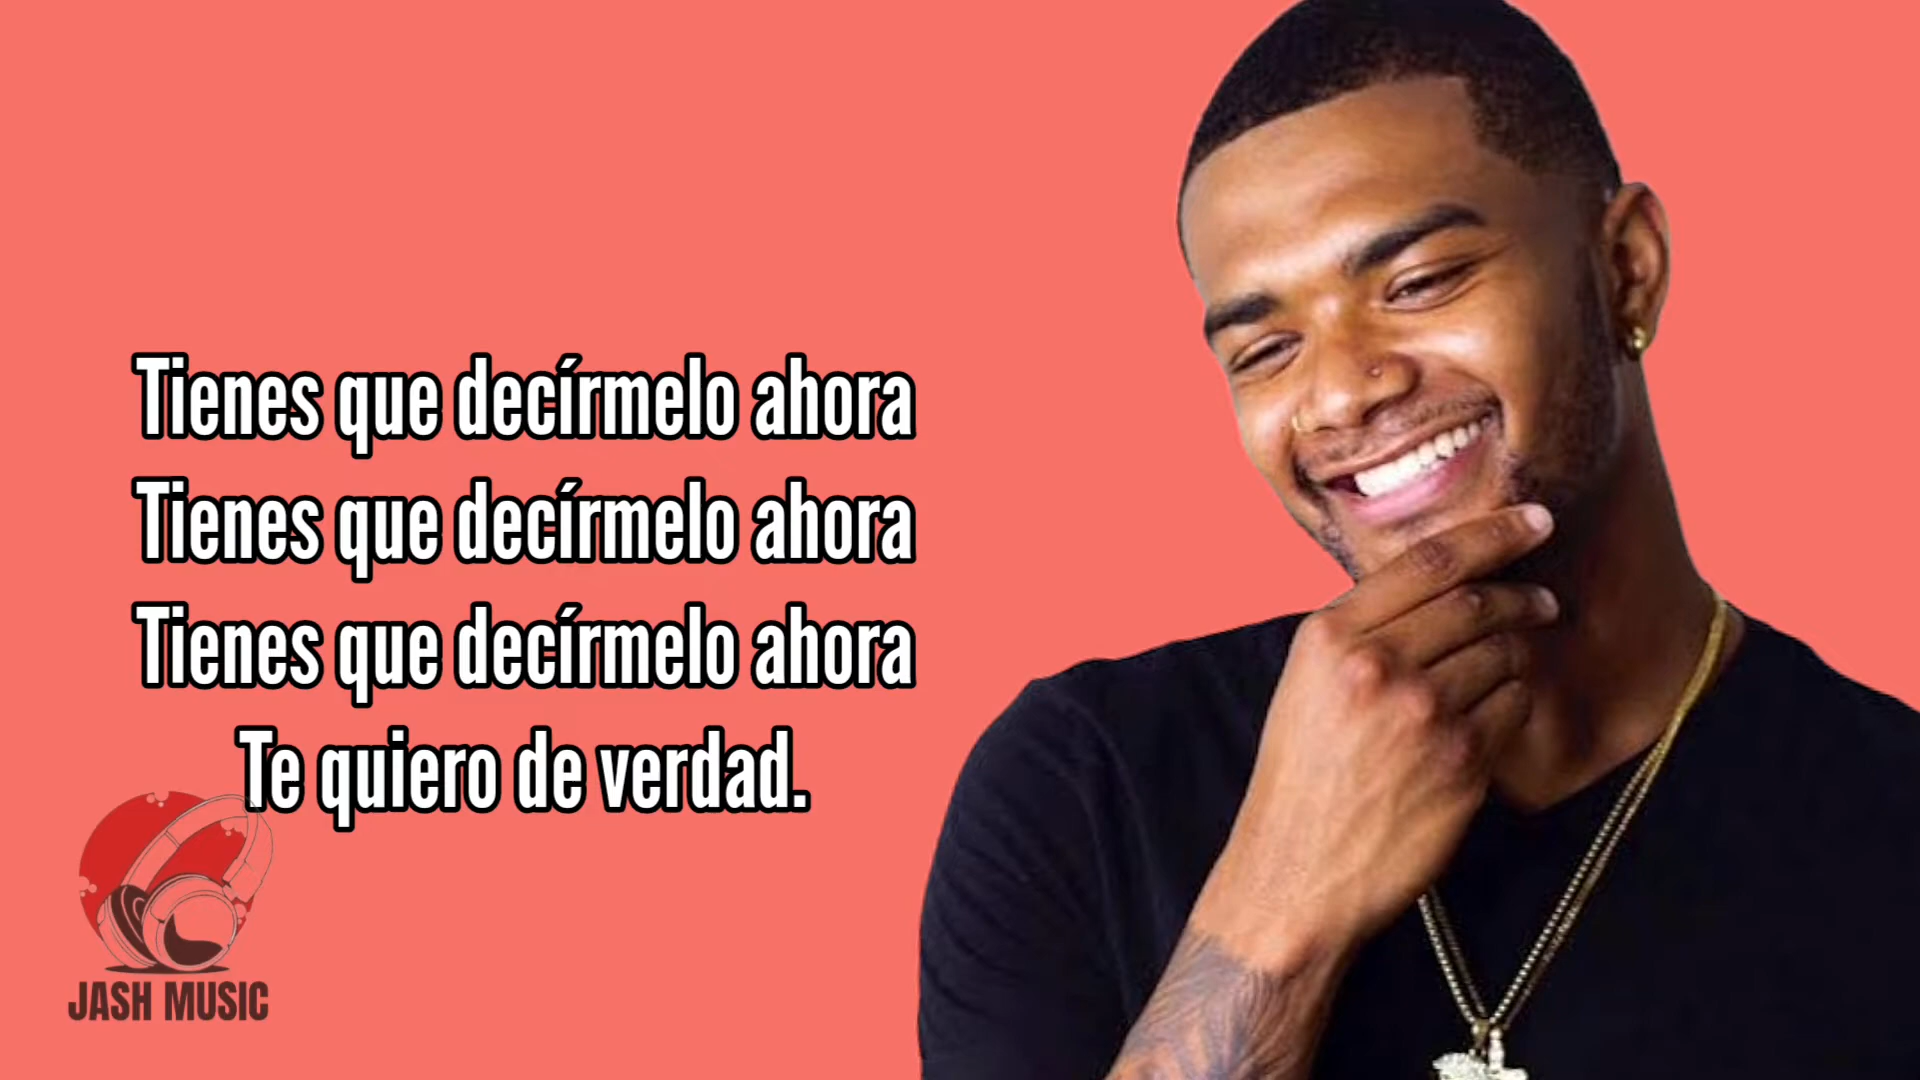 Tienes que decírmelo ahora
Tienes que decírmelo ahora
Tienes que decírmelo ahora
Te quiero de verdad.
JASH MUSIC